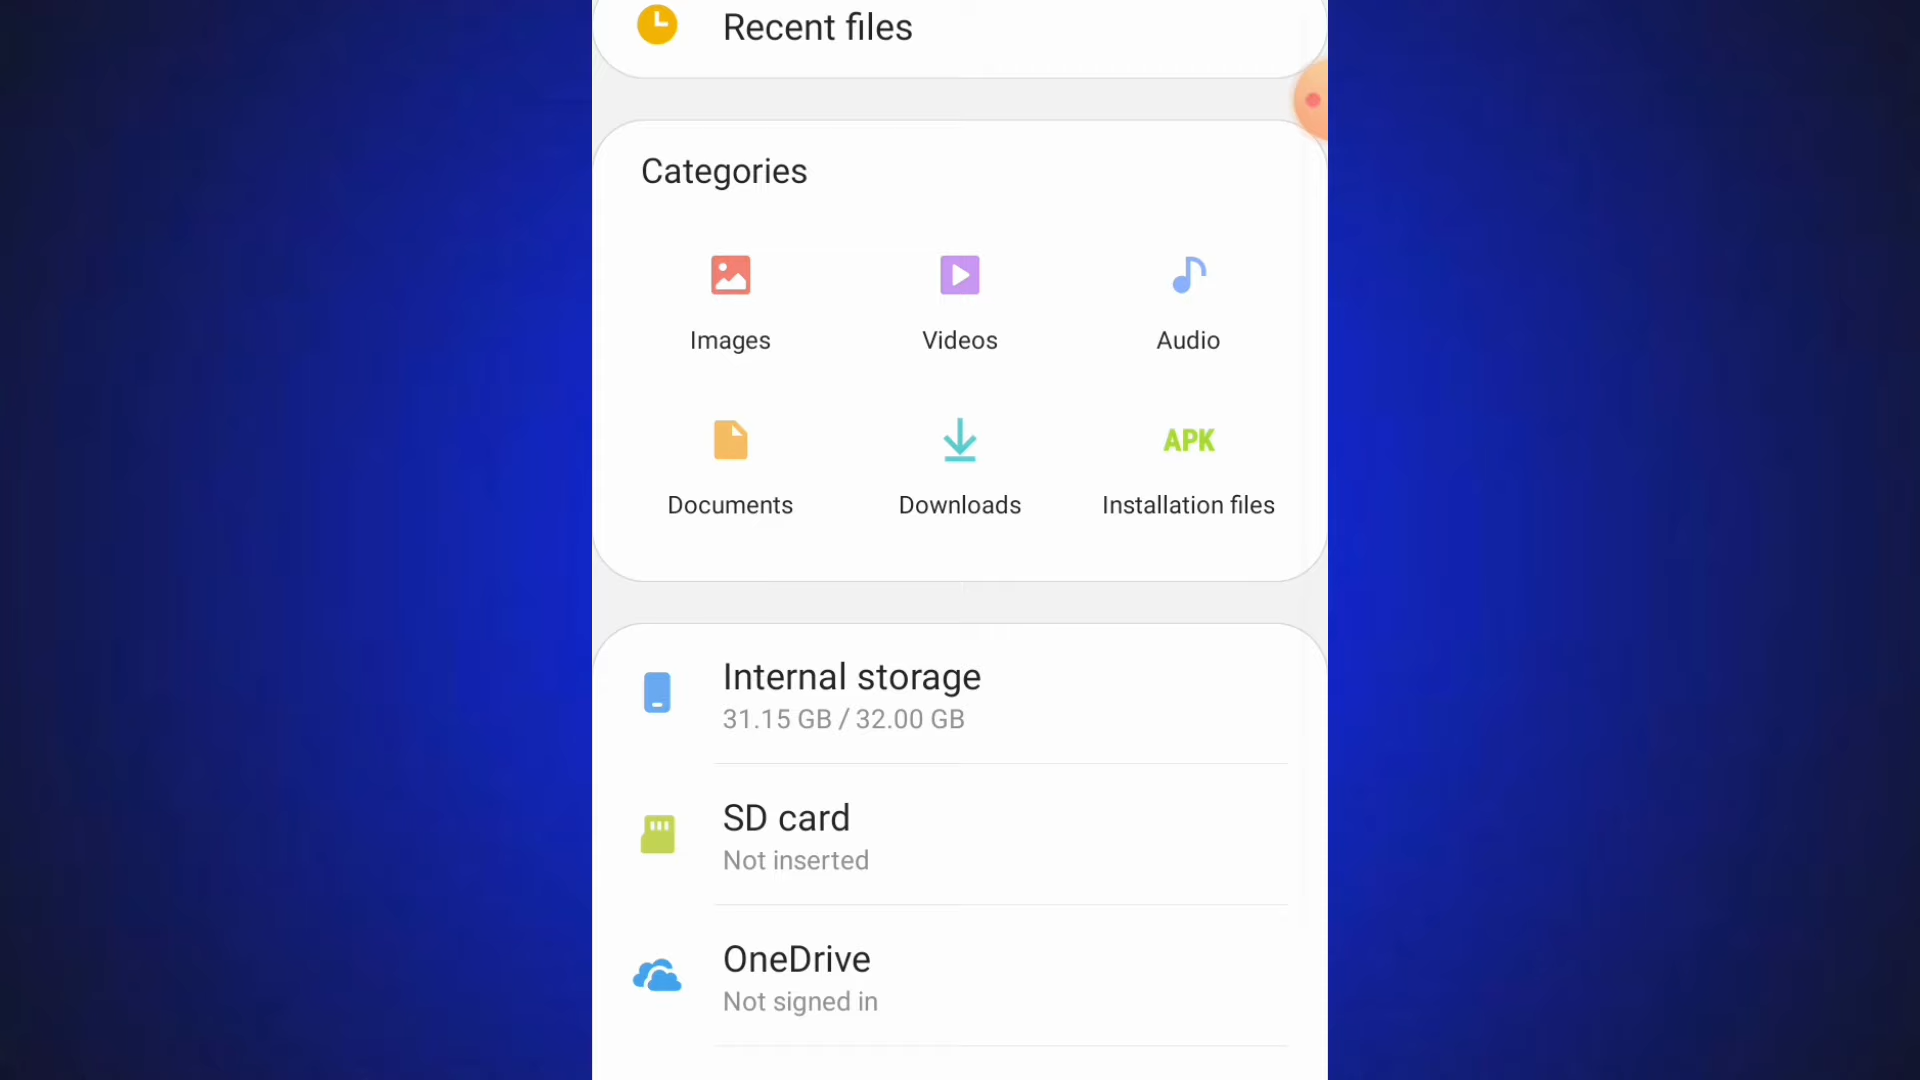 Recent files
Categories
Images
Videos
Audio
APK
Documents
Downloads
Installation files
Internal storage
31.15 GB / 32.00 GB
SD card
Not inserted
OneDrive
Not signed in